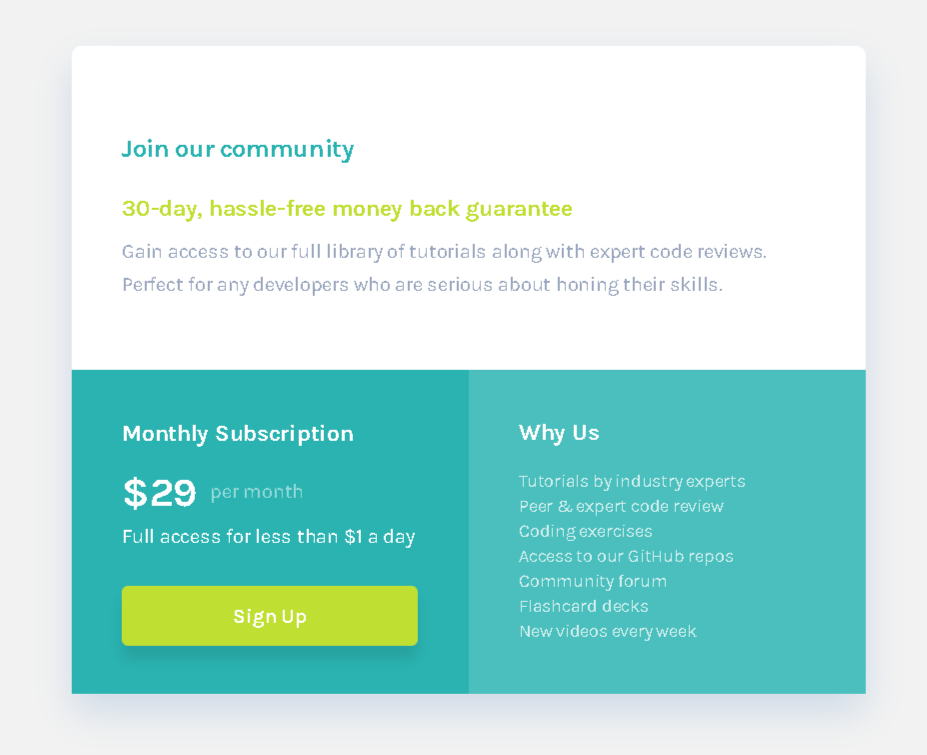 Join our community
30-day, hassle-free money back guarantee
Gain access to our full library of tutorials along with expert code reviews.
Perfect for any developers who are serious about honing their skills.
Monthly Subscription
$29 per month
Full access for less than $1 a day
Sign Up
Why Us
Tutorials by industry experts
Peer & expert code review
Coding exercises
Access to our GitHub repos
Community forum
Flashcard decks
New videos every week